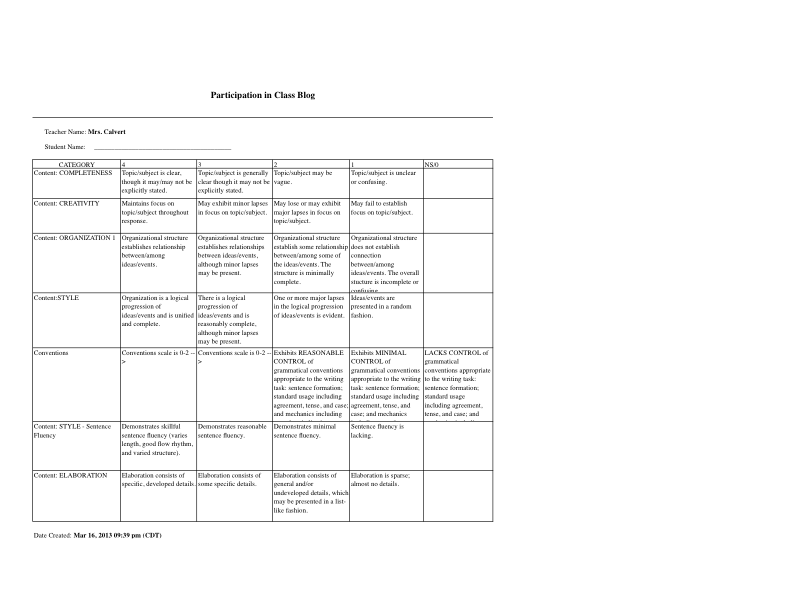 Participation in Class Blog
Teacher Name: Mrs. Calvert
Student Name: ________________________________________
CATEGORY 4 3 2 1 NS/0
Content: COMPLETENESS
Topic/subject is clear,
though it may/may not be
explicitly stated.
Topic/subject is generally
clear though it may not be
explicitly stated.
Topic/subject may be
vague.
Topic/subject is unclear
or confusing.
Content: CREATIVITY
Maintains focus on
topic/subject throughout
response.
May exhibit minor lapses
in focus on topic/subject.
May lose or may exhibit
major lapses in focus on
topic/subject.
May fail to establish
focus on topic/subject.
Content: ORGANIZATION 1
Organizational structure
establishes relationship
between/among
ideas/events.
Organizational structure
establishes relationships
between ideas/events,
although minor lapses
may be present.
Organizational structure
establish some relationship
between/among some of
the ideas/events. The
structure is minimally
complete.
Organizational structure
does not establish
connection
between/among
ideas/events. The overall
stucture is incomplete or
confusing.
Content:STYLE
Organization is a logical
progression of
ideas/events and is unified
and complete.
There is a logical
progression of
ideas/events and is
reasonably complete,
although minor lapses
may be present.
One or more major lapses
in the logical progression
of ideas/events is evident.
Ideas/events are
presented in a random
fashion.
Conventions
Conventions scale is 0-2 --
>
Conventions scale is 0-2 --
>
Exhibits REASONABLE
CONTROL of
grammatical conventions
appropriate to the writing
task: sentence formation;
standard usage including
agreement, tense, and case;
and mechanics including
Exhibits MINIMAL
CONTROL of
grammatical conventions
appropriate to the writing
task: sentence formation;
standard usage including
agreement, tense, and
case; and mechanics
LACKS CONTROL of
grammatical
conventions appropriate
to the writing task:
sentence formation;
standard usage
including agreement,
tense, and case; and
Content: STYLE - Sentence
Fluency
Demonstrates skillful
sentence fluency (varies
length, good flow rhythm,
and varied structure).
Demonstrates reasonable
sentence fluency.
Demonstrates minimal
sentence fluency.
Sentence fluency is
lacking.
Content: ELABORATION
Elaboration consists of
specific, developed details.
Elaboration consists of
some specific details.
Elaboration consists of
general and/or
undeveloped details, which
may be presented in a list-
like fashion.
Elaboration is sparse;
almost no details.
Date Created: Mar 16, 2013 09:39 pm (CDT)